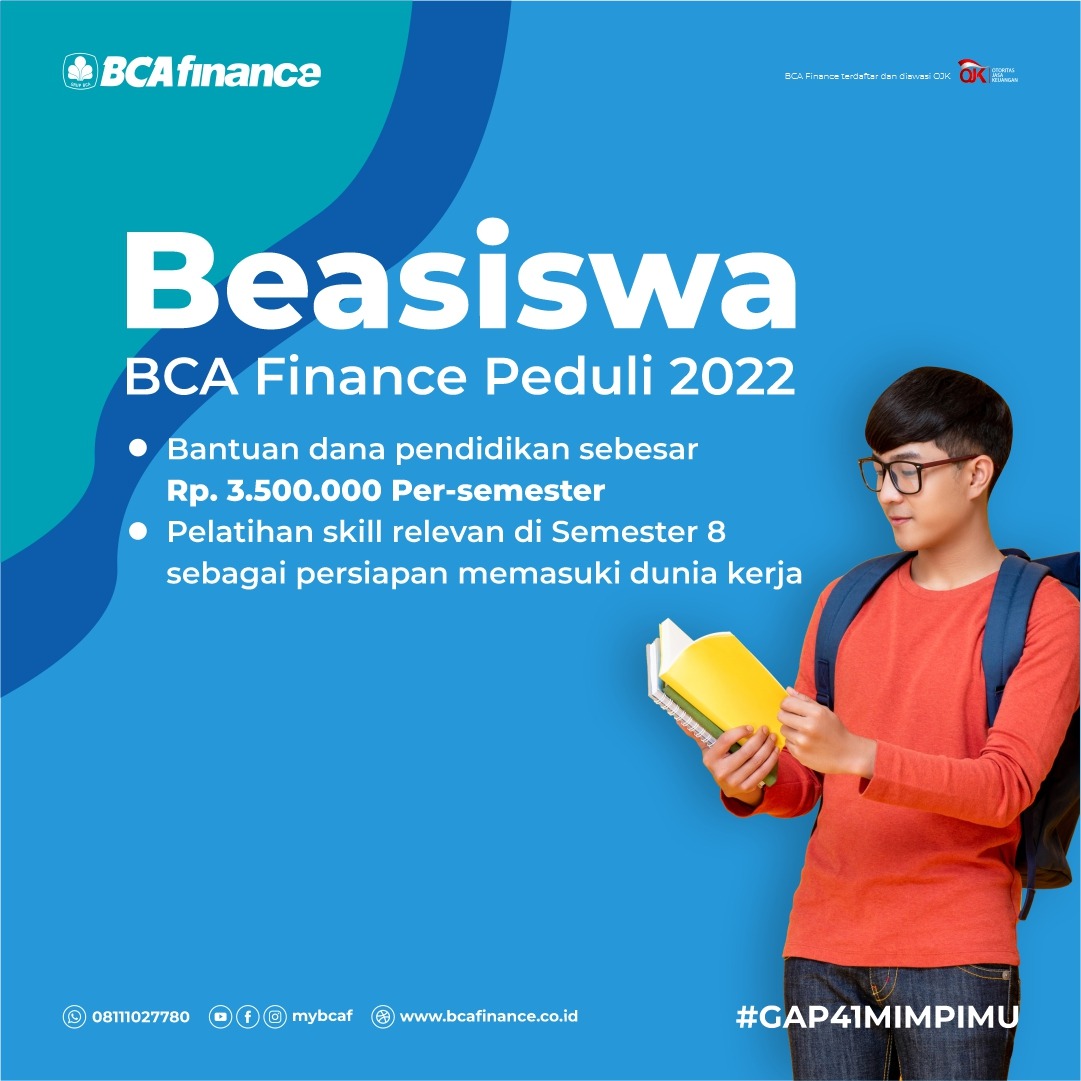 BCA finance
GRUP BCA
BCA Finance terdaftar dan diawasi OJK
OJK OTORITAS
JASA
KEUANGAN
Beasiswa
BCA Finance Peduli 2022
● Bantuan dana pendidikan sebesar
Rp. 3.500.000 Per-semester
● Pelatihan skill relevan di Semester 8
sebagai persiapan memasuki dunia kerja
08111027780 mybcaf www.bcafinance.co.id
#GAP41MIMPIMU